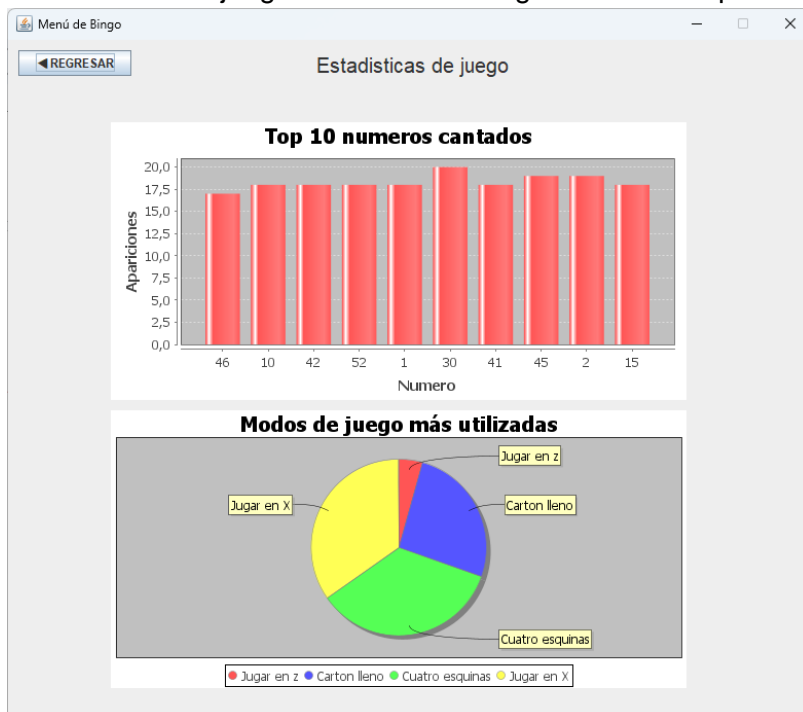 Menú de Bingo
REGRESAR
Estadisticas de juego
Top 10 numeros cantados
20,0
17,5
15,0
12,5
10,0
7,5
5,0
2,5
0,0
Apariciones
46 10 42 52 1 30 41 45 2 15
Numero
Modos de juego más utilizadas
Jugar en z
Jugar en X
Carton lleno
Cuatro esquinas
Jugar en z Carton lleno Cuatro esquinas Jugar en X